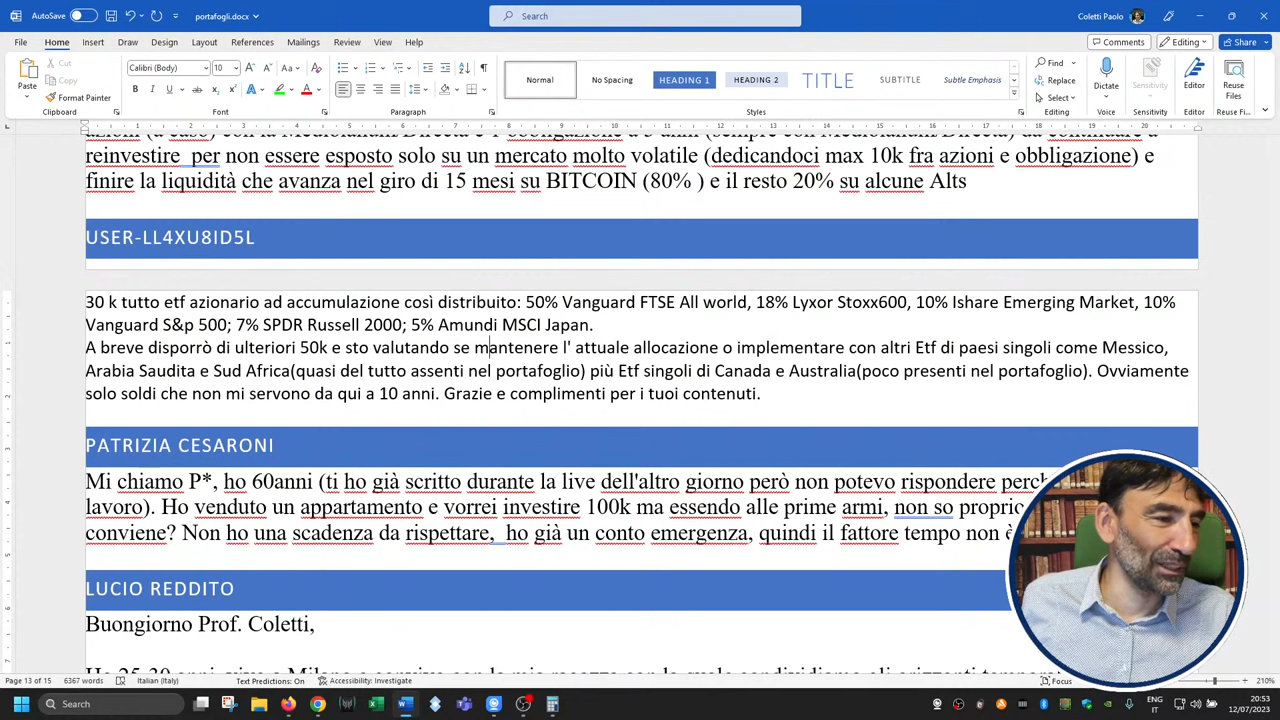 AutoSave
portafogli.docx
Search
Coletti Paolo
File Home Insert Draw Design Layout References Mailings Review View Help
Comments Editing Share
Paste Cut Copy Format Painter
Calibri (Body) 10
Normal No Spacing HEADING 1 HEADING 2 TITLE SUBTITLE Subtle Emphasis
Find Replace Select
Dictate Sensitivity Editor Reuse Files
Clipboard Font Paragraph Styles Editing Voice Sensitivity Editor Reuse Files
reinvestire per non essere esposto solo su un mercato molto volatile (dedicandoci max 10k fra azioni e obbligazione) e
finire la liquidità che avanza nel giro di 15 mesi su BITCOIN (80% ) e il resto 20% su alcune Alts
USER-LL4XU8ID5L
30 k tutto etf azionario ad accumulazione così distribuito: 50% Vanguard FTSE All world, 18% Lyxor Stoxx600, 10% Ishare Emerging Market, 10%
Vanguard S&p 500; 7% SPDR Russell 2000; 5% Amundi MSCI Japan.
A breve disporrò di ulteriori 50k e sto valutando se mantenere l' attuale allocazione o implementare con altri Etf di paesi singoli come Messico,
Arabia Saudita e Sud Africa(quasi del tutto assenti nel portafoglio) più Etf singoli di Canada e Australia(poco presenti nel portafoglio). Ovviamente
solo soldi che non mi servono da qui a 10 anni. Grazie e complimenti per i tuoi contenuti.
PATRIZIA CESARONI
Mi chiamo P*, ho 60anni (ti ho già scritto durante la live dell'altro giorno però non potevo rispondere
lavoro). Ho venduto un appartamento e vorrei investire 100k ma essendo alle prime armi, non so proprio
conviene? Non ho una scadenza da rispettare, ho già un conto emergenza, quindi il fattore tempo non è
LUCIO REDDITO
Buongiorno Prof. Coletti,
Page 13 of 15 6367 words Italian (Italy) Text Predictions: On Accessibility: Investigate Focus 210%
Search
ENG
IT
20:53
12/07/2023